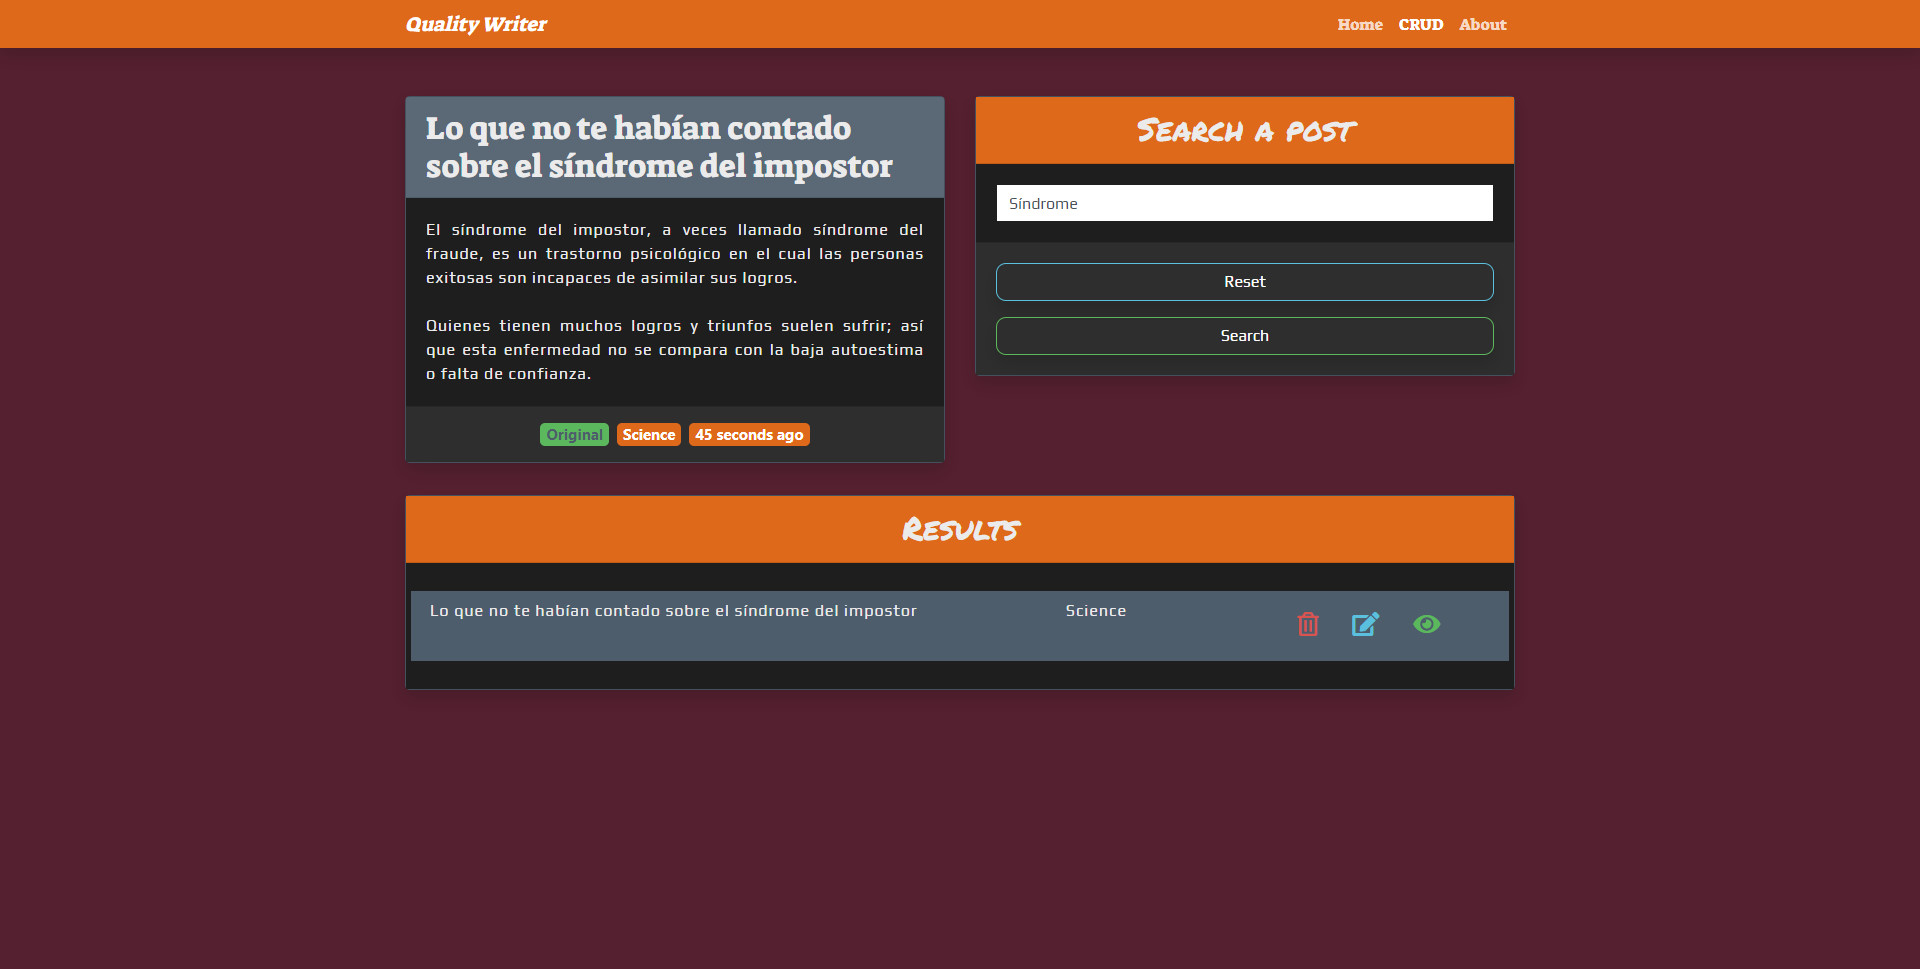 Quality Writer
Home CRUD About
Lo que no te habían contado
sobre el síndrome del impostor
El síndrome del impostor, a veces llamado síndrome del
fraude, es un trastorno psicológico en el cual las personas
exitosas son incapaces de asimilar sus logros.
Quienes tienen muchos logros y triunfos suelen sufrir; así
que esta enfermedad no se compara con la baja autoestima
o falta de confianza.
Original Science 45 seconds ago
Search a post
Síndrome
Reset
Search
Results
Lo que no te habían contado sobre el síndrome del impostor Science